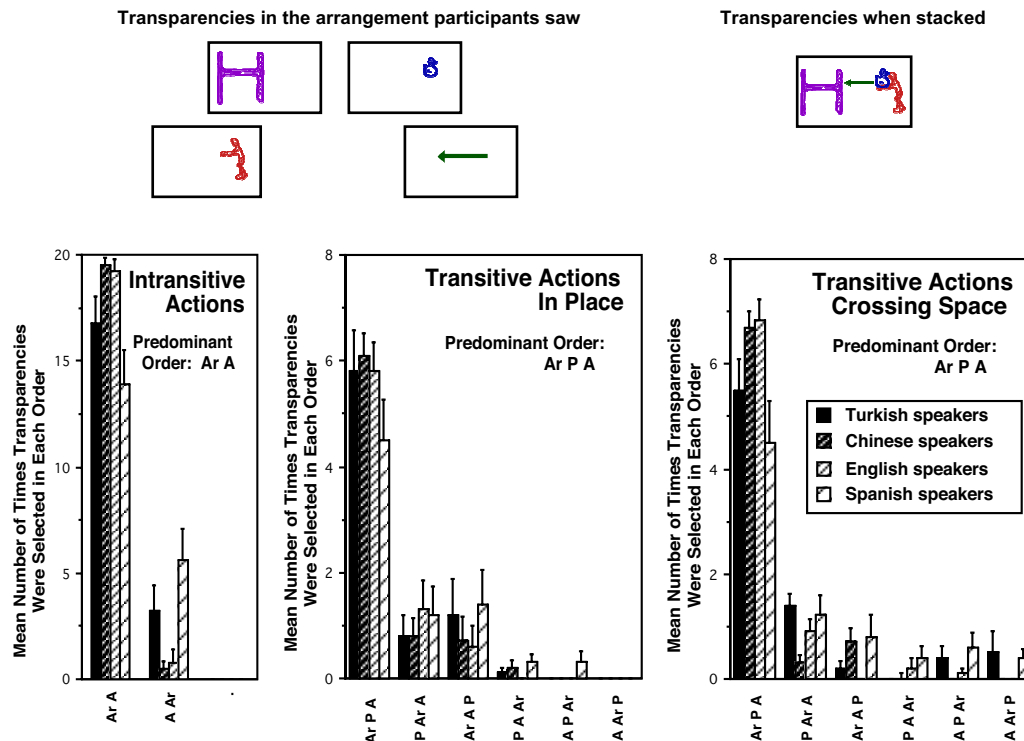 Transparencies in the arrangement participants saw
Transparencies when stacked
Mean Number of Times Transparencies
Were Selected in Each Order
20
15
10
5
0
Intransitive
Actions
Predominant
Order: Ar A
Ar A
A Ar
Mean Number of Times Transparencies
Were Selected in Each Order
8
6
4
2
0
Transitive Actions
In Place
Predominant Order:
Ar P A
Ar P A
P Ar A
Ar A P
P A Ar
A P Ar
A Ar P
Mean Number of Times Transparencies
Were Selected in Each Order
8
6
4
2
0
Transitive Actions
Crossing Space
Predominant Order:
Ar P A
Turkish speakers
Chinese speakers
English speakers
Spanish speakers
Ar P A
P Ar A
Ar A P
P A Ar
A P Ar
A Ar P